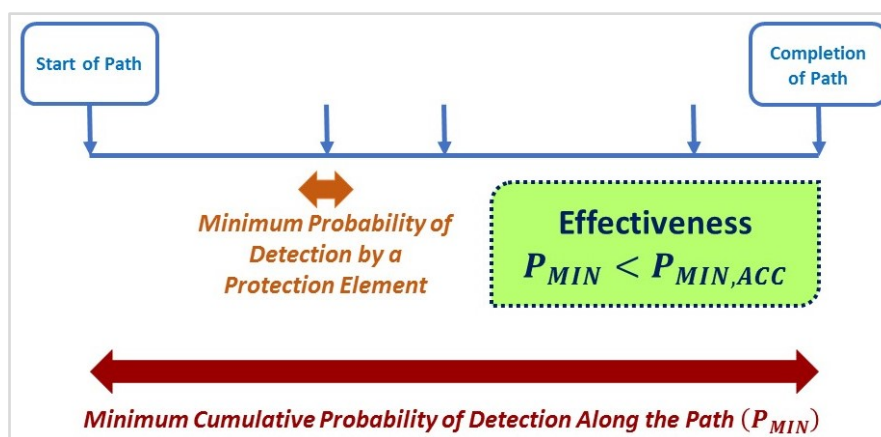 Start of Path
Completion
of Path
Minimum Probability of
Detection by a
Protection Element
Effectiveness
P_MIN < P_MIN,ACC
Minimum Cumulative Probability of Detection Along the Path (P_MIN)